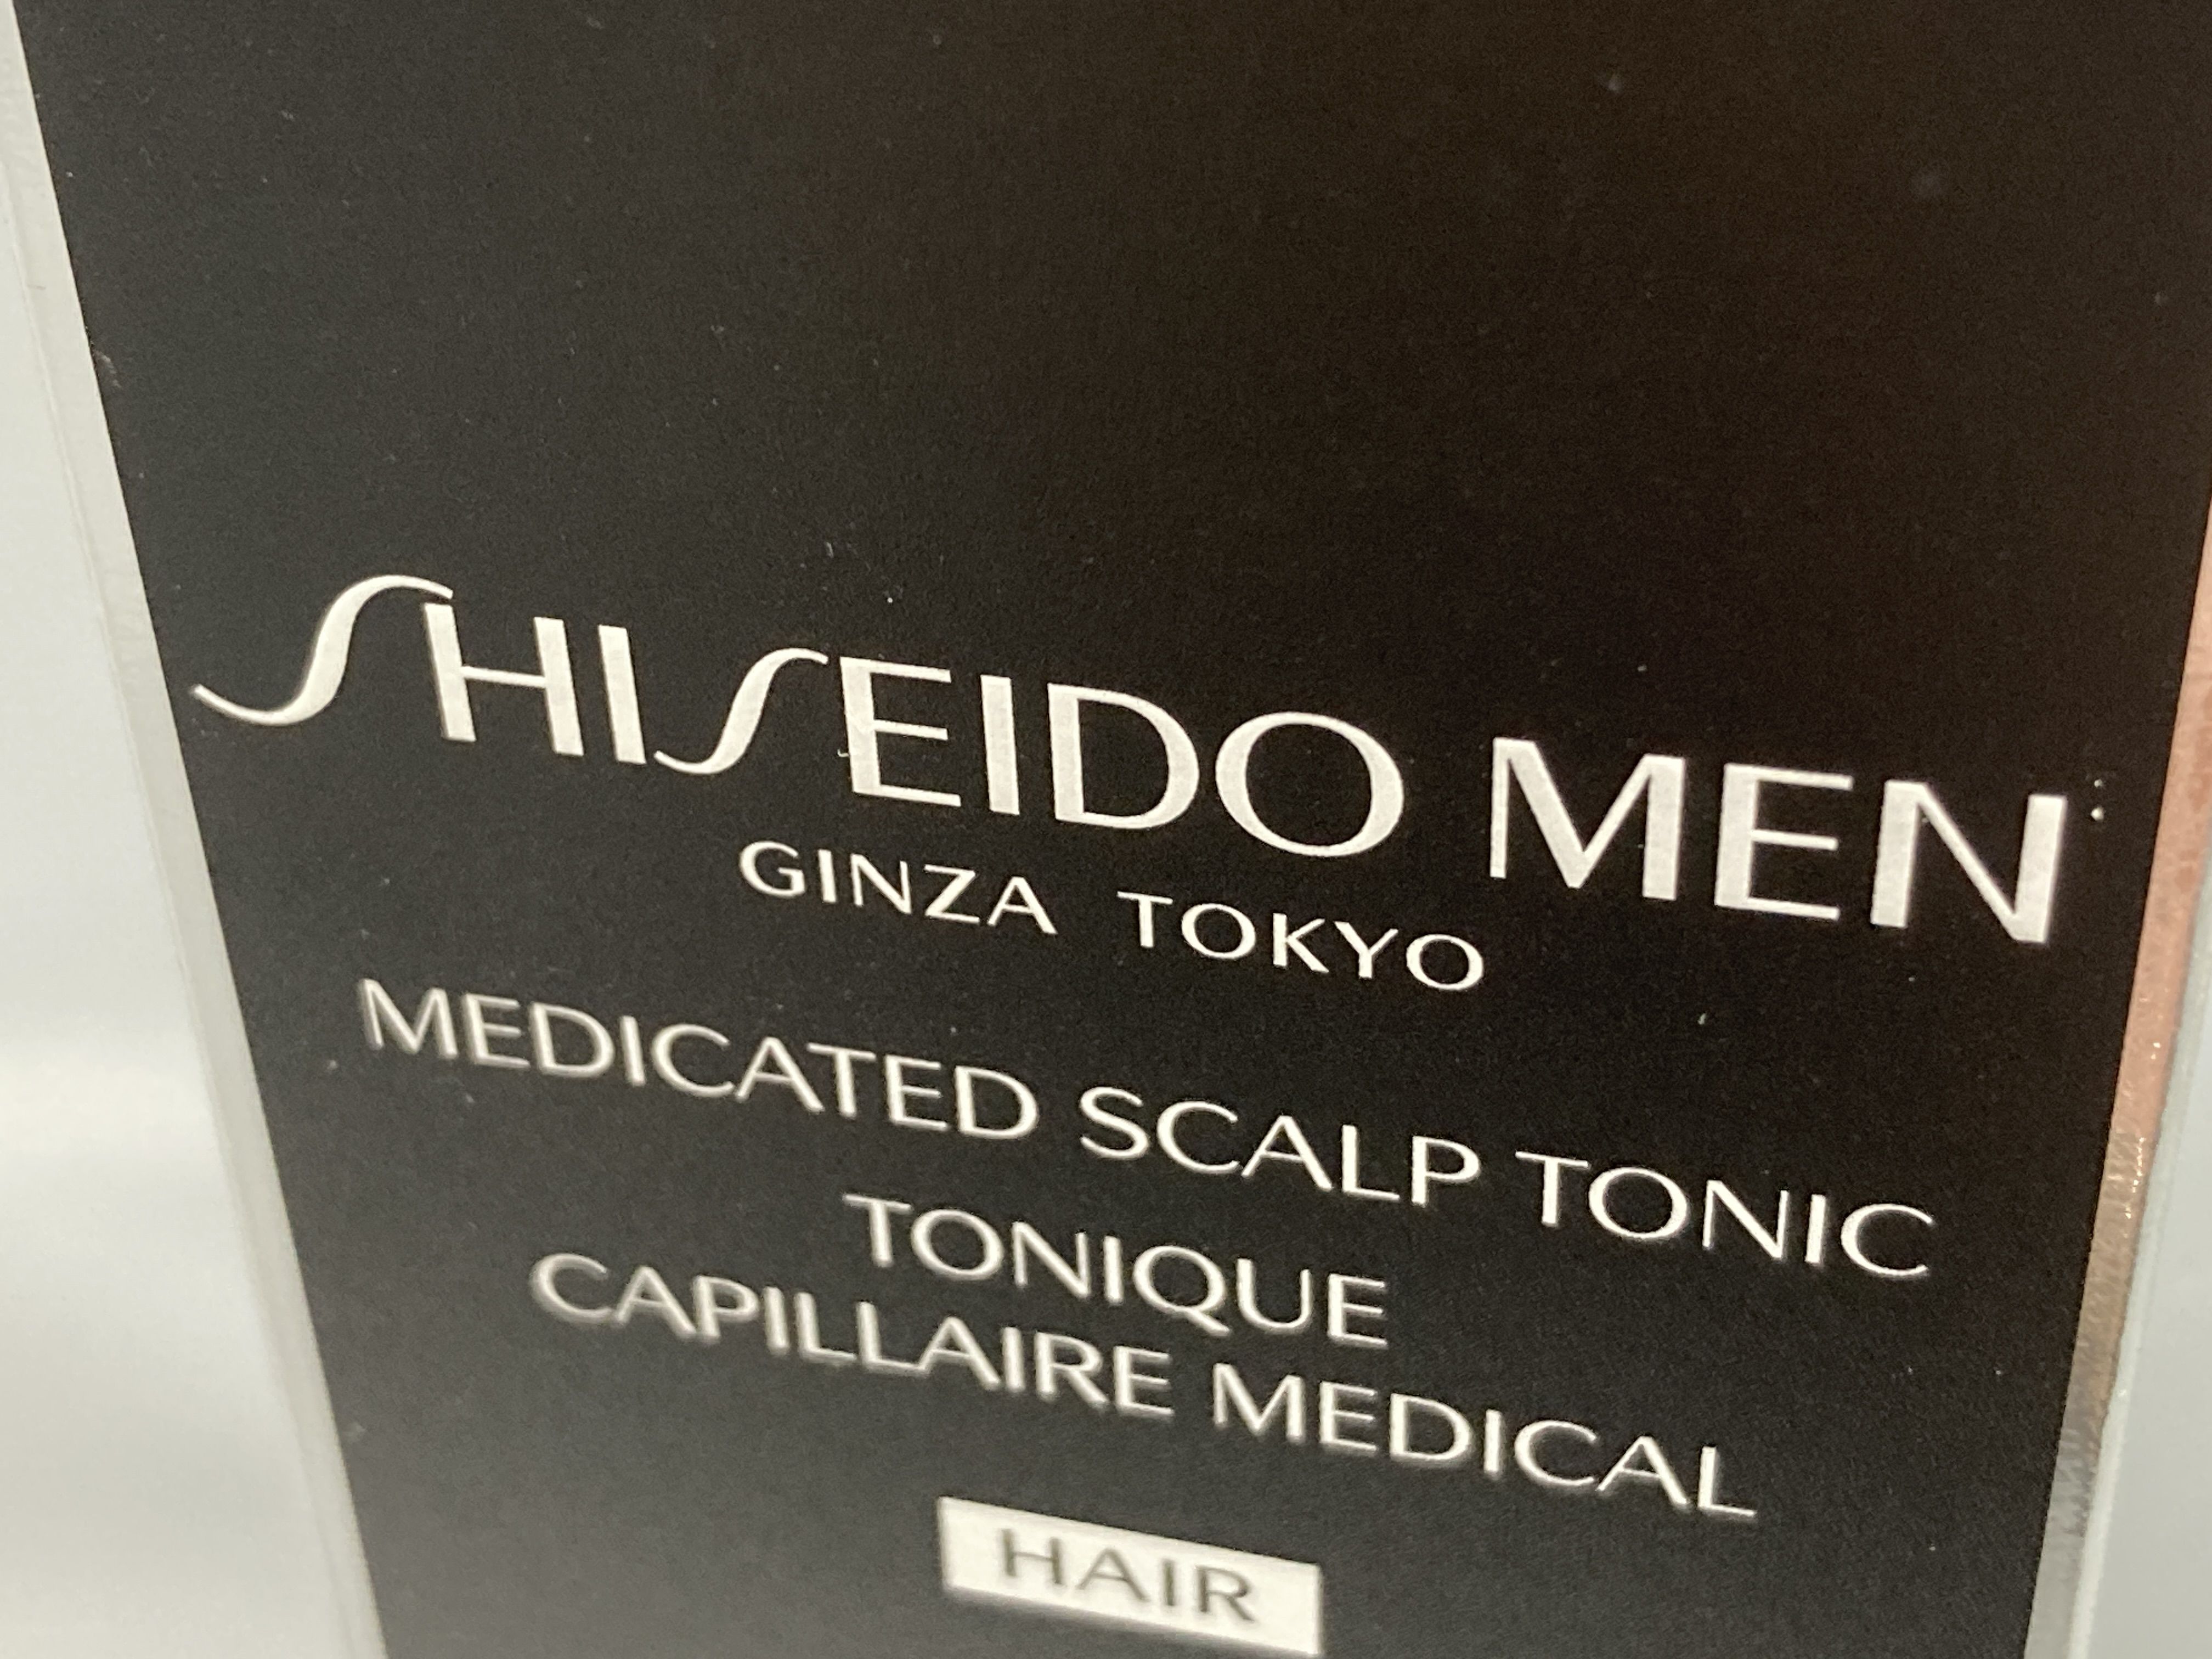 SHISEIDO MEN
GINZA TOKYO
MEDICATED SCALP TONIC
TONIQUE
CAPILLAIRE MEDICAL
HAIR